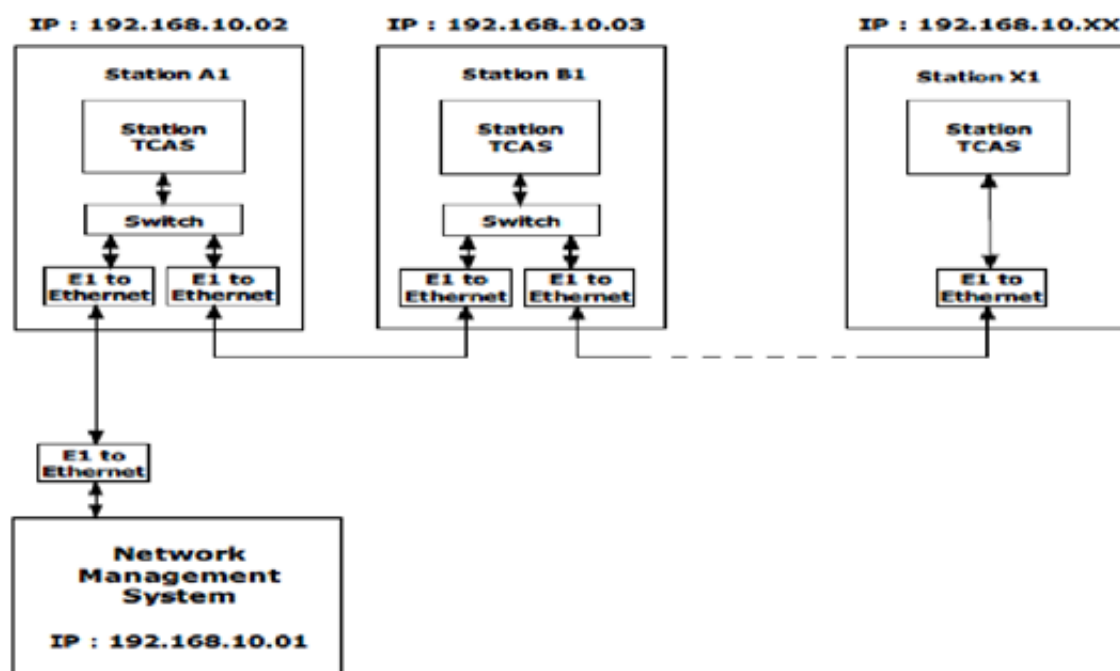 IP : 192.168.10.02
Station A1
Station
TCAS
Switch
E1 to
Ethernet
E1 to
Ethernet
IP : 192.168.10.03
Station B1
Station
TCAS
Switch
E1 to
Ethernet
E1 to
Ethernet
IP : 192.168.10.XX
Station X1
Station
TCAS
E1 to
Ethernet
E1 to
Ethernet
Network
Management
System
IP : 192.168.10.01